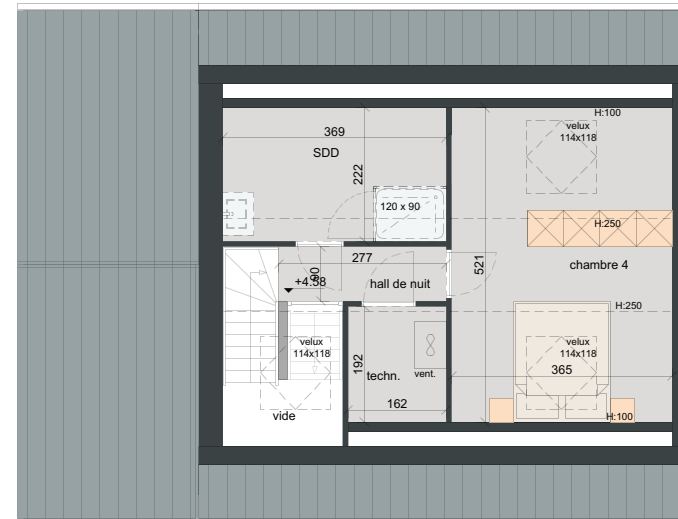 H:100
velux
114x118
369
SDD
222
120 x 90
H:250
277
90
+4.58
hall de nuit
521
chambre 4
H:250
velux
114x118
velux
114x118
192
365
techn.
vent.
162
vide
H:100